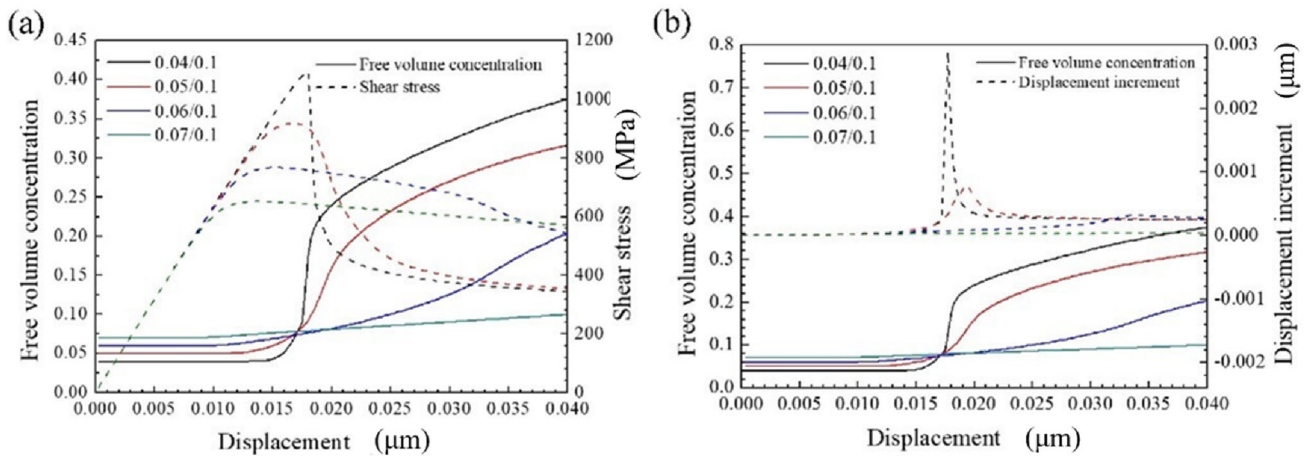 (a)
0.45
0.40
0.35
0.30
0.25
0.20
0.15
0.10
0.05
0.00
Free volume concentration
0.04/0.1
0.05/0.1
0.06/0.1
0.07/0.1
Free volume concentration
Shear stress
1200
1000
800
600
400
200
0
Shear stress (MPa)
0.000 0.005 0.010 0.015 0.020 0.025 0.030 0.035 0.040
Displacement (μm)
(b)
0.8
0.7
0.6
0.5
0.4
0.3
0.2
0.1
0.0
Free volume concentration
0.04/0.1
0.05/0.1
0.06/0.1
0.07/0.1
Free volume concentration
Displacement increment
0.003
0.002
0.001
0.000
-0.001
-0.002
Displacement increment (μm)
0.000 0.005 0.010 0.015 0.020 0.025 0.030 0.035 0.040
Displacement (μm)